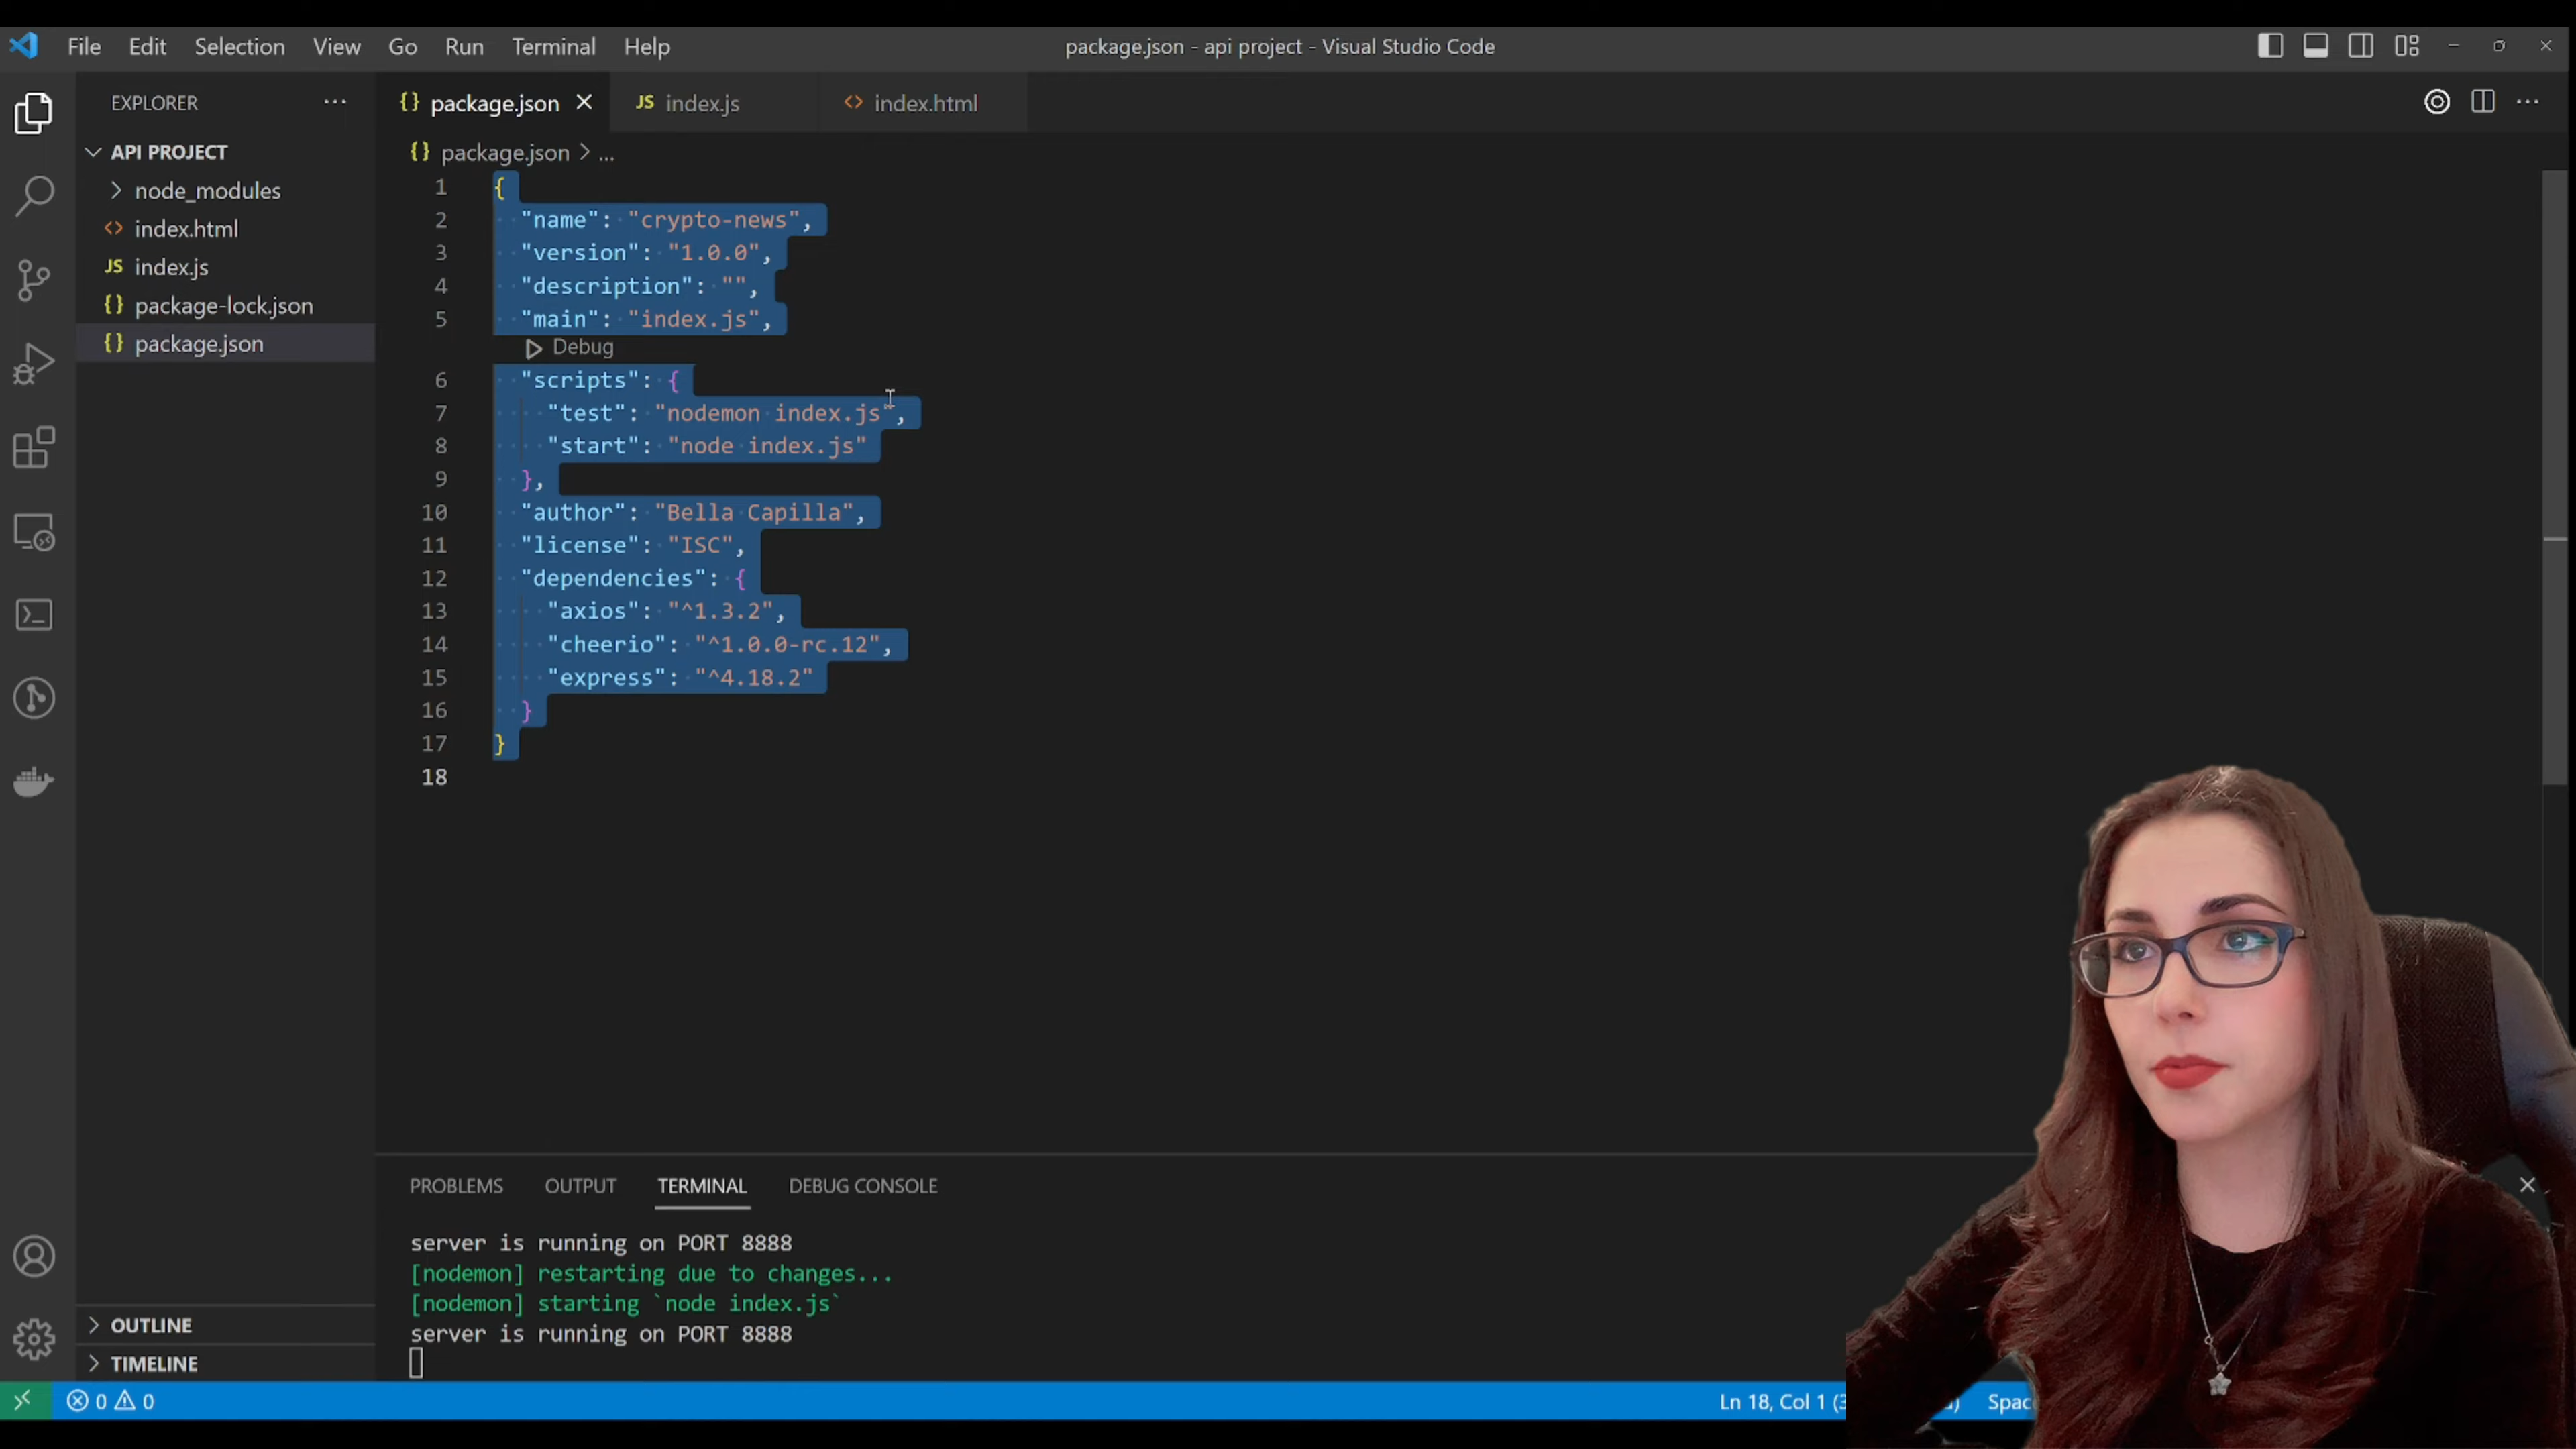 File Edit Selection View Go Run Terminal Help
package.json - api project - Visual Studio Code
EXPLORER
API PROJECT
node_modules
index.html
JS index.js
{} package-lock.json
{} package.json
OUTLINE
TIMELINE
{} package.json
JS index.js
<> index.html
{} package.json > ...
1 {
2 "name": "crypto-news",
3 "version": "1.0.0",
4 "description": "",
5 "main": "index.js",
Debug
6 "scripts": {
7 "test": "nodemon index.js",
8 "start": "node index.js"
9 },
10 "author": "Bella Capilla",
11 "license": "ISC",
12 "dependencies": {
13 "axios": "^1.3.2",
14 "cheerio": "^1.0.0-rc.12",
15 "express": "^4.18.2"
16 }
17 }
18
PROBLEMS OUTPUT TERMINAL DEBUG CONSOLE
server is running on PORT 8888
[nodemon] restarting due to changes...
[nodemon] starting `node index.js`
server is running on PORT 8888
0 0
Ln 18, Col 1